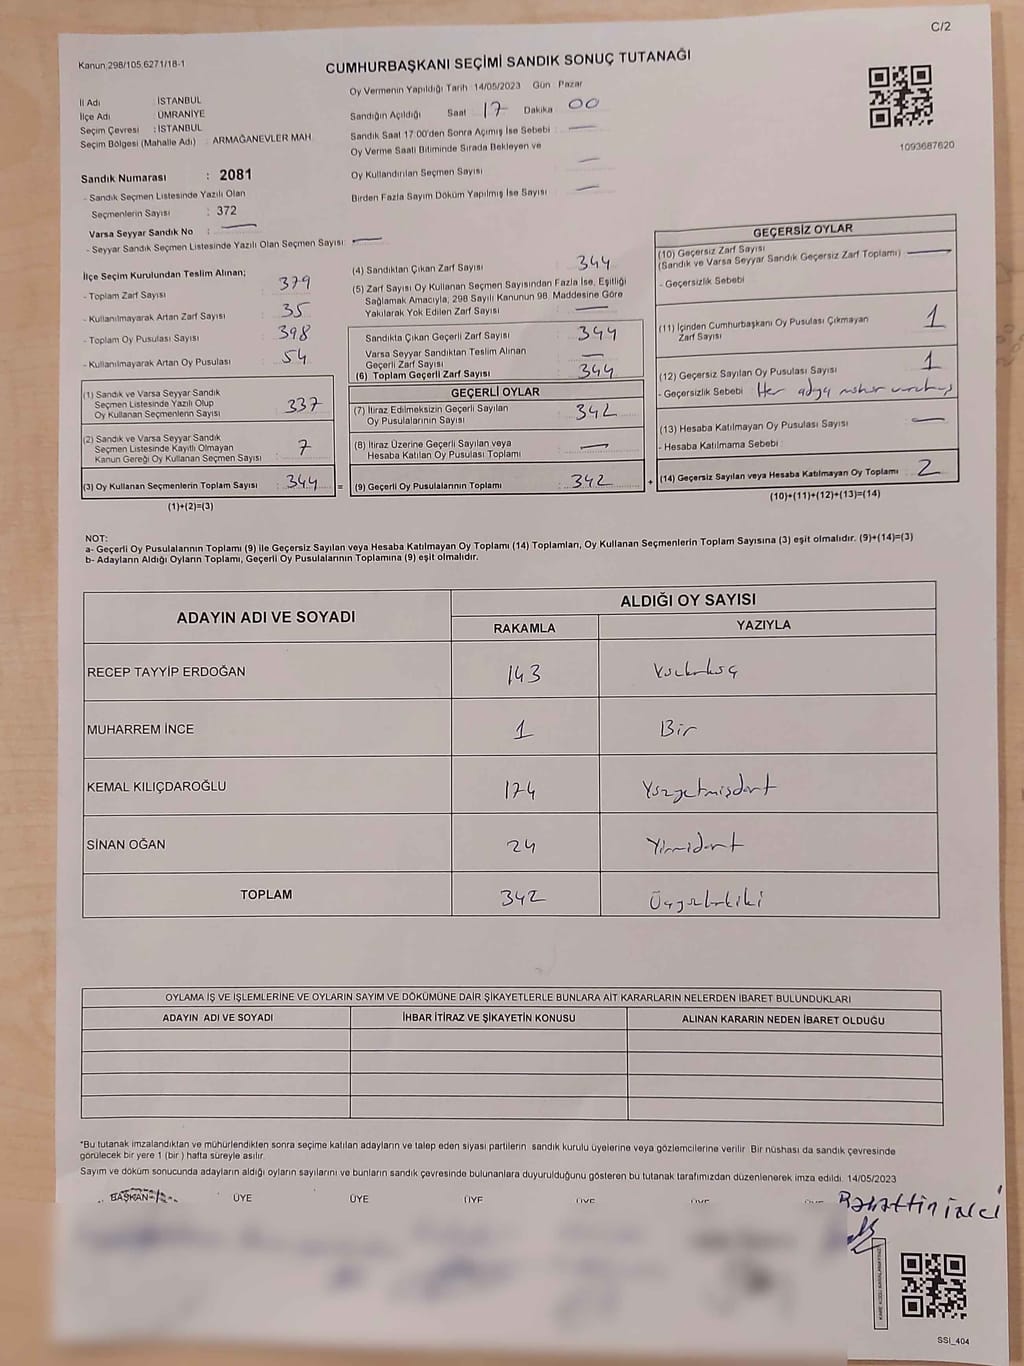 C/2
Kanun:298/105,6271/18-1
CUMHURBAŞKANI SEÇİMİ SANDIK SONUÇ TUTANAĞI
Oy Vermenin Yapıldığı Tarih :14/05/2023 Gün : Pazar
İl Adı : İSTANBUL
İlçe Adı : ÜMRANİYE
Seçim Çevresi : İSTANBUL
Seçim Bölgesi (Mahalle Adı) : ARMAĞANEVLER MAH.
Sandığın Açıldığı Saat 17 Dakika 00
Sandık Saat 17:00'den Sonra Açımış İse Sebebi : —
Oy Verme Saati Bitiminde Sırada Bekleyen ve
Oy Kullandırılan Seçmen Sayısı : —
Birden Fazla Sayım Döküm Yapılmış İse Sayısı : —
1093687620
Sandık Numarası : 2081
- Sandık Seçmen Listesinde Yazılı Olan
Seçmenlerin Sayısı : 372
Varsa Seyyar Sandık No : —
- Seyyar Sandık Seçmen Listesinde Yazılı Olan Seçmen Sayısı: —
İlçe Seçim Kurulundan Teslim Alınan;
- Toplam Zarf Sayısı : 379
- Kullanılmayarak Artan Zarf Sayısı : 35
- Toplam Oy Pusulası Sayısı : 398
- Kullanılmayarak Artan Oy Pusulası : 54
(1) Sandık ve Varsa Seyyar Sandık
Seçmen Listesinde Yazılı Olup
Oy Kullanan Seçmenlerin Sayısı : 337
(2) Sandık ve Varsa Seyyar Sandık
Seçmen Listesinde Kayıtlı Olmayan
Kanun Gereği Oy Kullanan Seçmen Sayısı : 7
(3) Oy Kullanan Seçmenlerin Toplam Sayısı : 344 =
(1)+(2)=(3)
(4) Sandıktan Çıkan Zarf Sayısı : 344
(5) Zarf Sayısı Oy Kullanan Seçmen Sayısından Fazla İse, Eşitliği
Sağlamak Amacıyla, 298 Sayılı Kanunun 98. Maddesine Göre
Yakılarak Yok Edilen Zarf Sayısı : —
Sandıkta Çıkan Geçerli Zarf Sayısı : 344
Varsa Seyyar Sandıktan Teslim Alınan
Geçerli Zarf Sayısı : —
(6) Toplam Geçerli Zarf Sayısı : 344
GEÇERLİ OYLAR
(7) İtiraz Edilmeksizin Geçerli Sayılan
Oy Pusulasının Sayısı : 342
(8) İtiraz Üzerine Geçerli Sayılan veya
Hesaba Katılan Oy Pusulası Toplamı : —
(9) Geçerli Oy Pusulalarının Toplamı : 342 +
GEÇERSİZ OYLAR
(10) Geçersiz Zarf Sayısı
(Sandık ve Varsa Seyyar Sandık Geçersiz Zarf Toplamı) —
- Geçersizlik Sebebi
(11) İçinden Cumhurbaşkanı Oy Pusulası Çıkmayan
Zarf Sayısı 1
(12) Geçersiz Sayılan Oy Pusulası Sayısı 1
- Geçersizlik Sebebi : Her adaya mühür vurulmuş
(13) Hesaba Katılmayan Oy Pusulası Sayısı —
- Hesaba Katılmama Sebebi :
(14) Geçersiz Sayılan veya Hesaba Katılmayan Oy Toplamı : 2
(10)+(11)+(12)+(13)=(14)
NOT:
a- Geçerli Oy Pusulalarının Toplamı (9) ile Geçersiz Sayılan veya Hesaba Katılmayan Oy Toplamı (14) Toplamları, Oy Kullanan Seçmenlerin Toplam Sayısına (3) eşit olmalıdır. (9)+(14)=(3)
b- Adayların Aldığı Oyların Toplamı, Geçerli Oy Pusulalarının Toplamına (9) eşit olmalıdır.
ADAYIN ADI VE SOYADI
ALDIĞI OY SAYISI
RAKAMLA YAZIYLA
RECEP TAYYİP ERDOĞAN 143 Yüzkırküç
MUHARREM İNCE 1 Bir
KEMAL KILIÇDAROĞLU 174 Yüzyetmişdört
SİNAN OĞAN 24 Yirmidört
TOPLAM 342 Üçyüzkırkiki
OYLAMA İŞ VE İŞLEMLERİNE VE OYLARIN SAYIM VE DÖKÜMÜNE DAİR ŞİKAYETLERLE BUNLARA AİT KARARLARIN NELERDEN İBARET BULUNDUKLARI
ADAYIN ADI VE SOYADI İHBAR İTİRAZ VE ŞİKAYETİN KONUSU ALINAN KARARIN NEDEN İBARET OLDUĞU
*Bu tutanak imzalandıktan ve mühürlendikten sonra seçime katılan adayların ve talep eden siyasi partilerin sandık kurulu üyelerine veya gözlemcilerine verilir. Bir nüshası da sandık çevresinde
görülecek bir yere 1 (bir ) hafta süreyle asılır.
Sayım ve döküm sonucunda adayların aldığı oyların sayılarını ve bunların sandık çevresinde bulunanlara duyurulduğunu gösteren bu tutanak tarafımızdan düzenlenerek imza edildi. 14/05/2023
BAŞKAN ÜYE ÜYE ÜYE ÜYE ÜYE
SSI_404